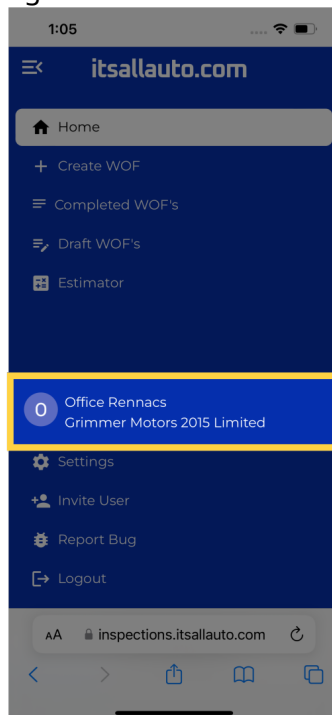 1:05
itsallauto.com
Home
Create WOF
Completed WOF's
Draft WOF's
Estimator
O
Office Rennacs
Grimmer Motors 2015 Limited
Settings
Invite User
Report Bug
Logout
AA inspections.itsallauto.com